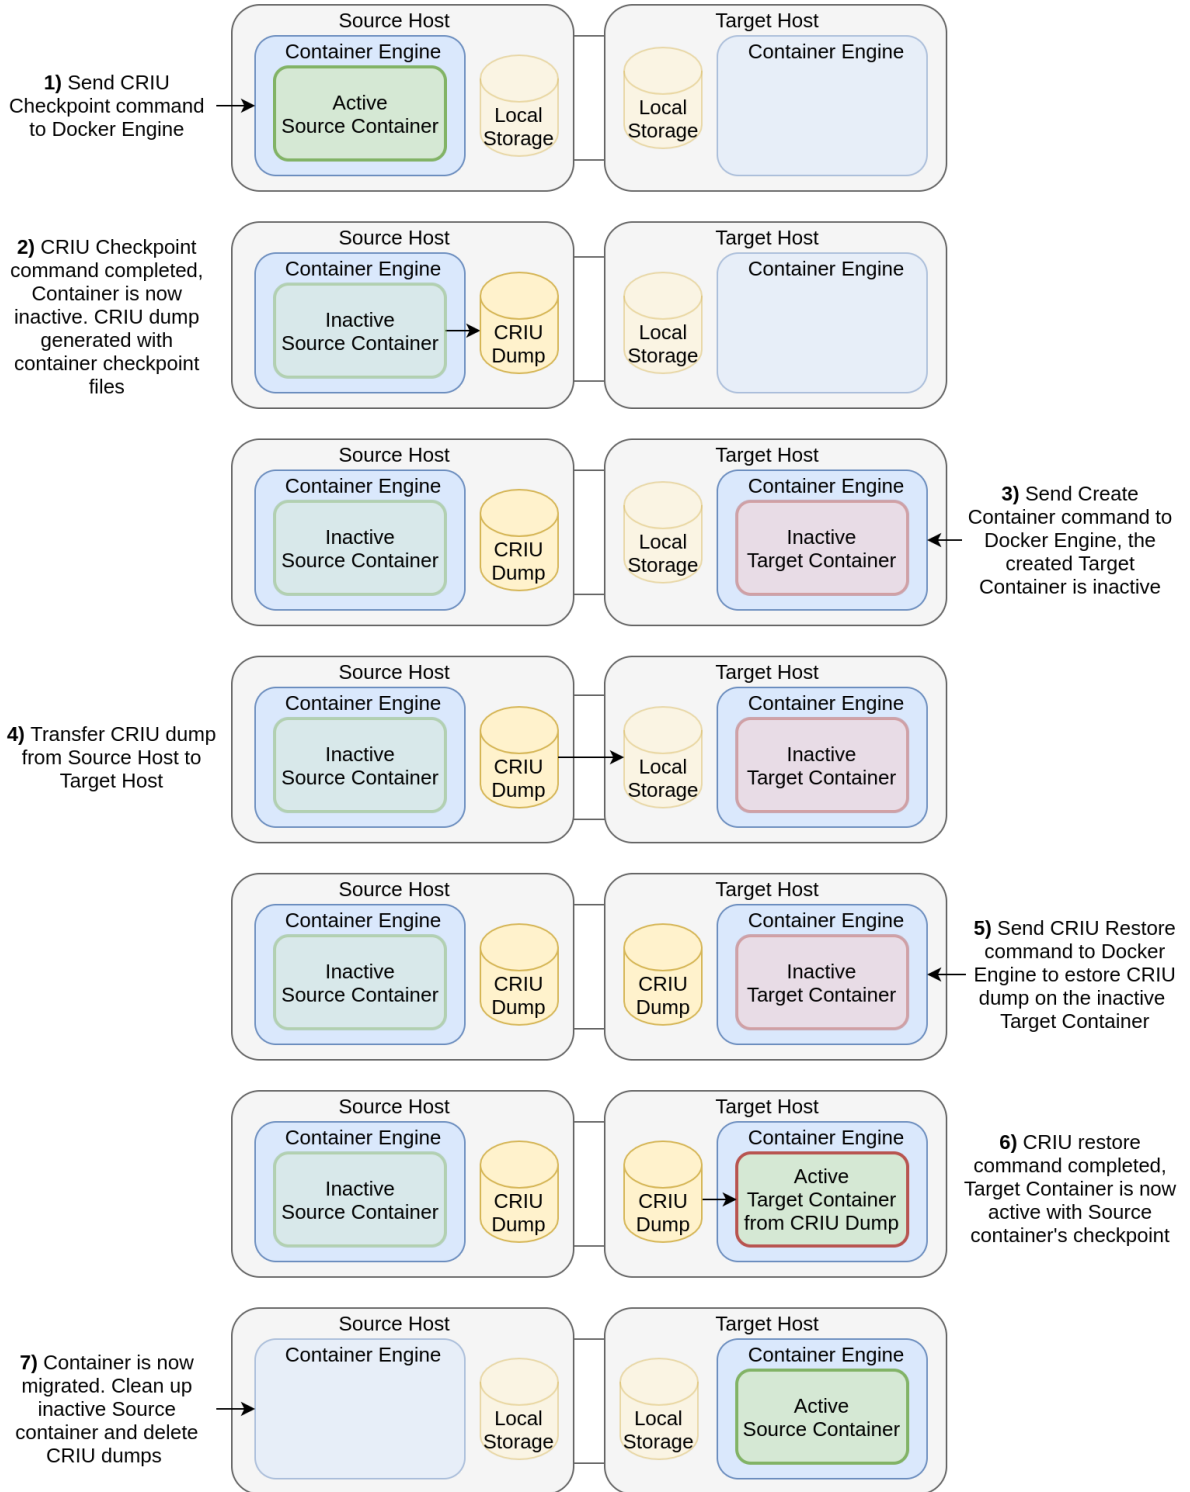 Source Host
Target Host
Container Engine
Container Engine
1) Send CRIU
Checkpoint command
to Docker Engine
Active
Source Container
Local
Storage
Local
Storage
Source Host
Target Host
Container Engine
Container Engine
2) CRIU Checkpoint
command completed,
Container is now
inactive. CRIU dump
generated with
container checkpoint
files
Inactive
Source Container
CRIU
Dump
Local
Storage
Source Host
Target Host
Container Engine
Container Engine
Inactive
Source Container
CRIU
Dump
Local
Storage
Inactive
Target Container
3) Send Create
Container command to
Docker Engine, the
created Target
Container is inactive
Source Host
Target Host
Container Engine
Container Engine
4) Transfer CRIU dump
from Source Host to
Target Host
Inactive
Source Container
CRIU
Dump
Local
Storage
Inactive
Target Container
Source Host
Target Host
Container Engine
Container Engine
Inactive
Source Container
CRIU
Dump
CRIU
Dump
Inactive
Target Container
5) Send CRIU Restore
command to Docker
Engine to estore CRIU
dump on the inactive
Target Container
Source Host
Target Host
Container Engine
Container Engine
Inactive
Source Container
CRIU
Dump
CRIU
Dump
Active
Target Container
from CRIU Dump
6) CRIU restore
command completed,
Target Container is now
active with Source
container's checkpoint
Source Host
Target Host
Container Engine
Container Engine
7) Container is now
migrated. Clean up
inactive Source
container and delete
CRIU dumps
Local
Storage
Local
Storage
Active
Source Container